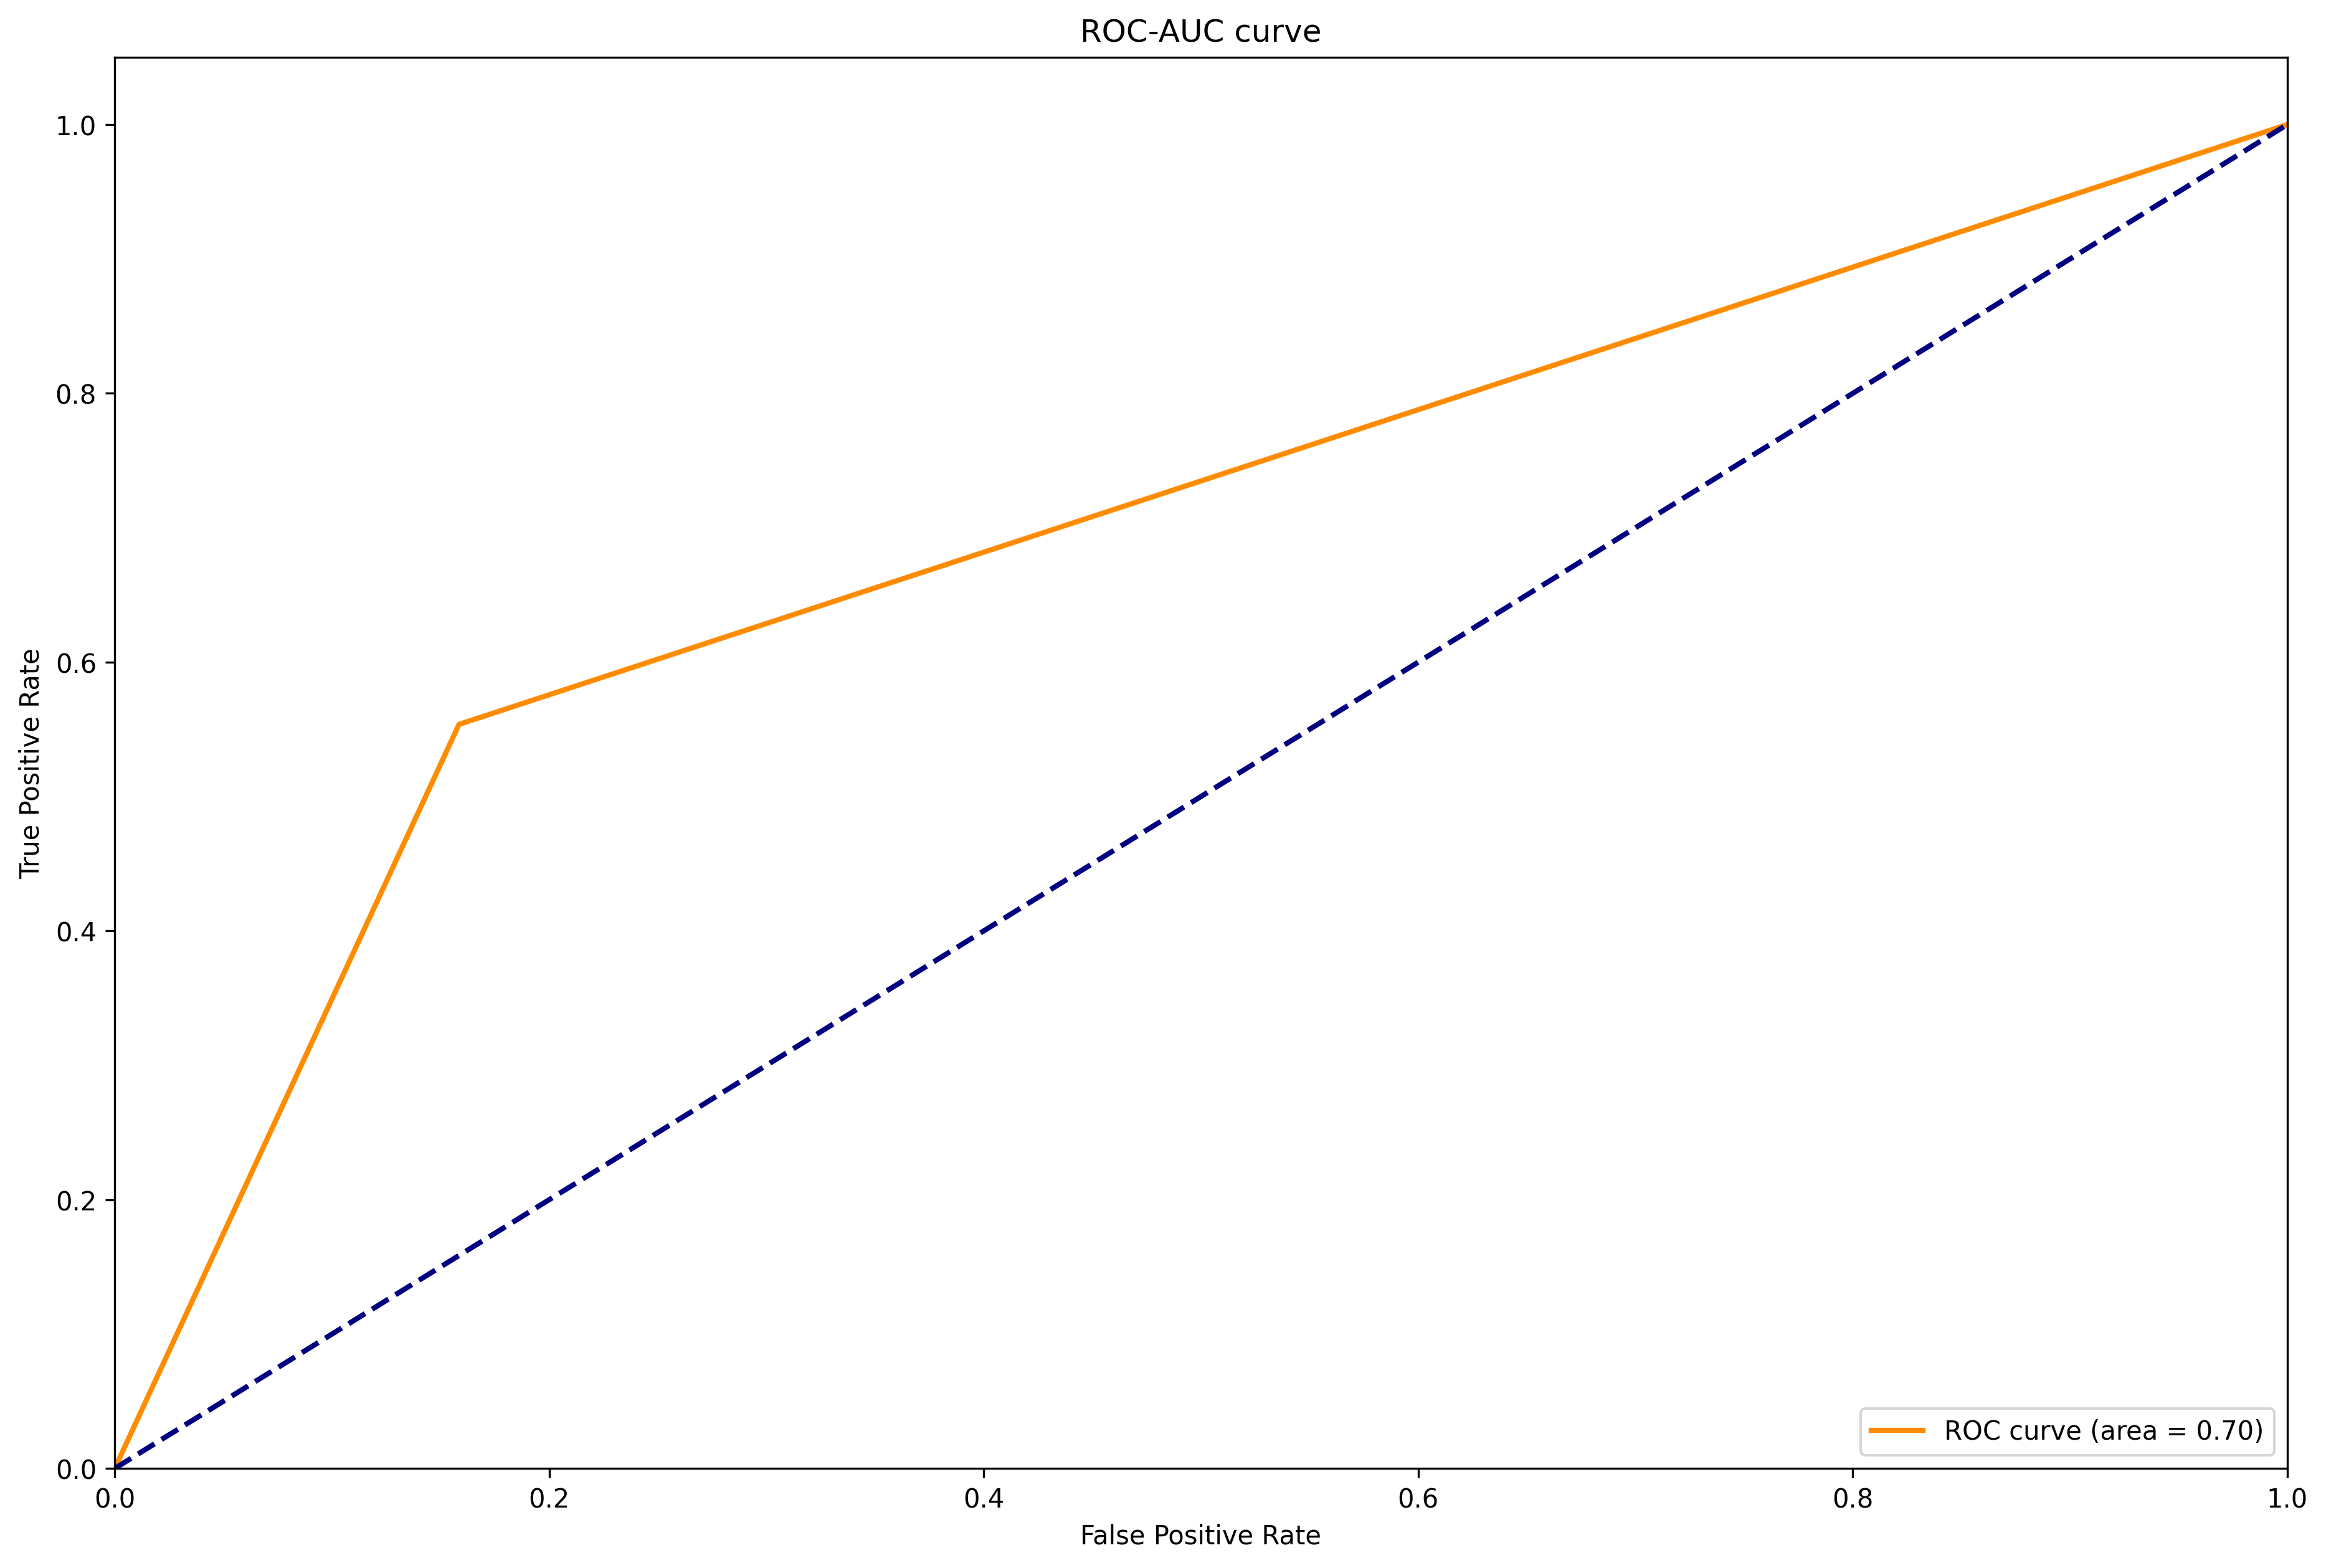 ROC-AUC curve
1.0
0.8
0.6
0.4
0.2
0.0
True Positive Rate
0.0 0.2 0.4 0.6 0.8 1.0
False Positive Rate
ROC curve (area = 0.70)